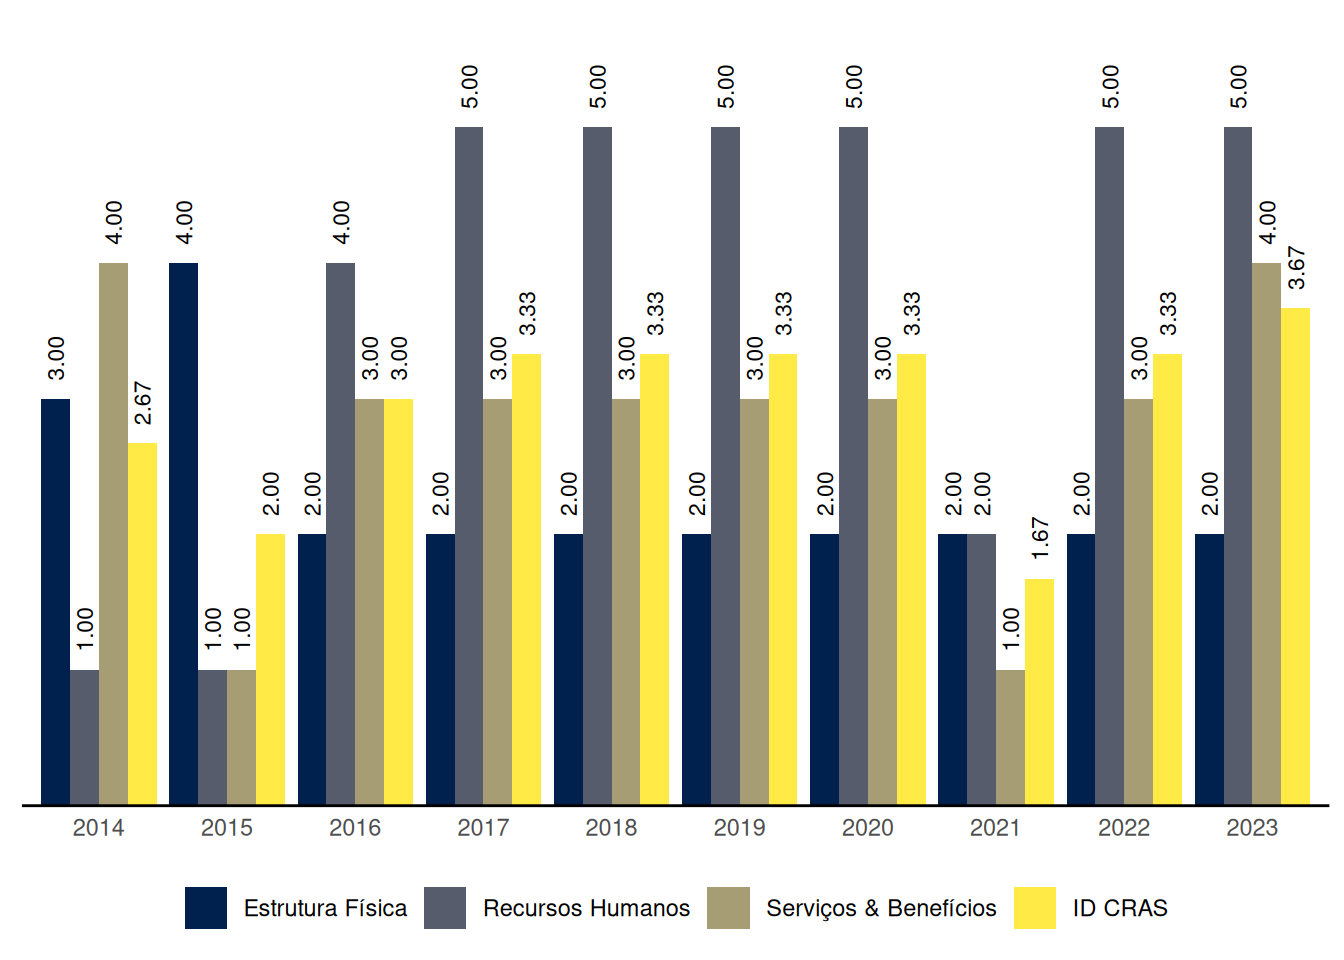 3.00 1.00 4.00 2.67 4.00 1.00 1.00 2.00 2.00 4.00 3.00 3.00 2.00 5.00 3.00 3.33 2.00 5.00 3.00 3.33 2.00 5.00 3.00 3.33 2.00 5.00 3.00 3.33 2.00 2.00 1.00 1.67 2.00 5.00 3.00 3.33 2.00 5.00 4.00 3.67
2014 2015 2016 2017 2018 2019 2020 2021 2022 2023
Estrutura Física Recursos Humanos Serviços & Benefícios ID CRAS